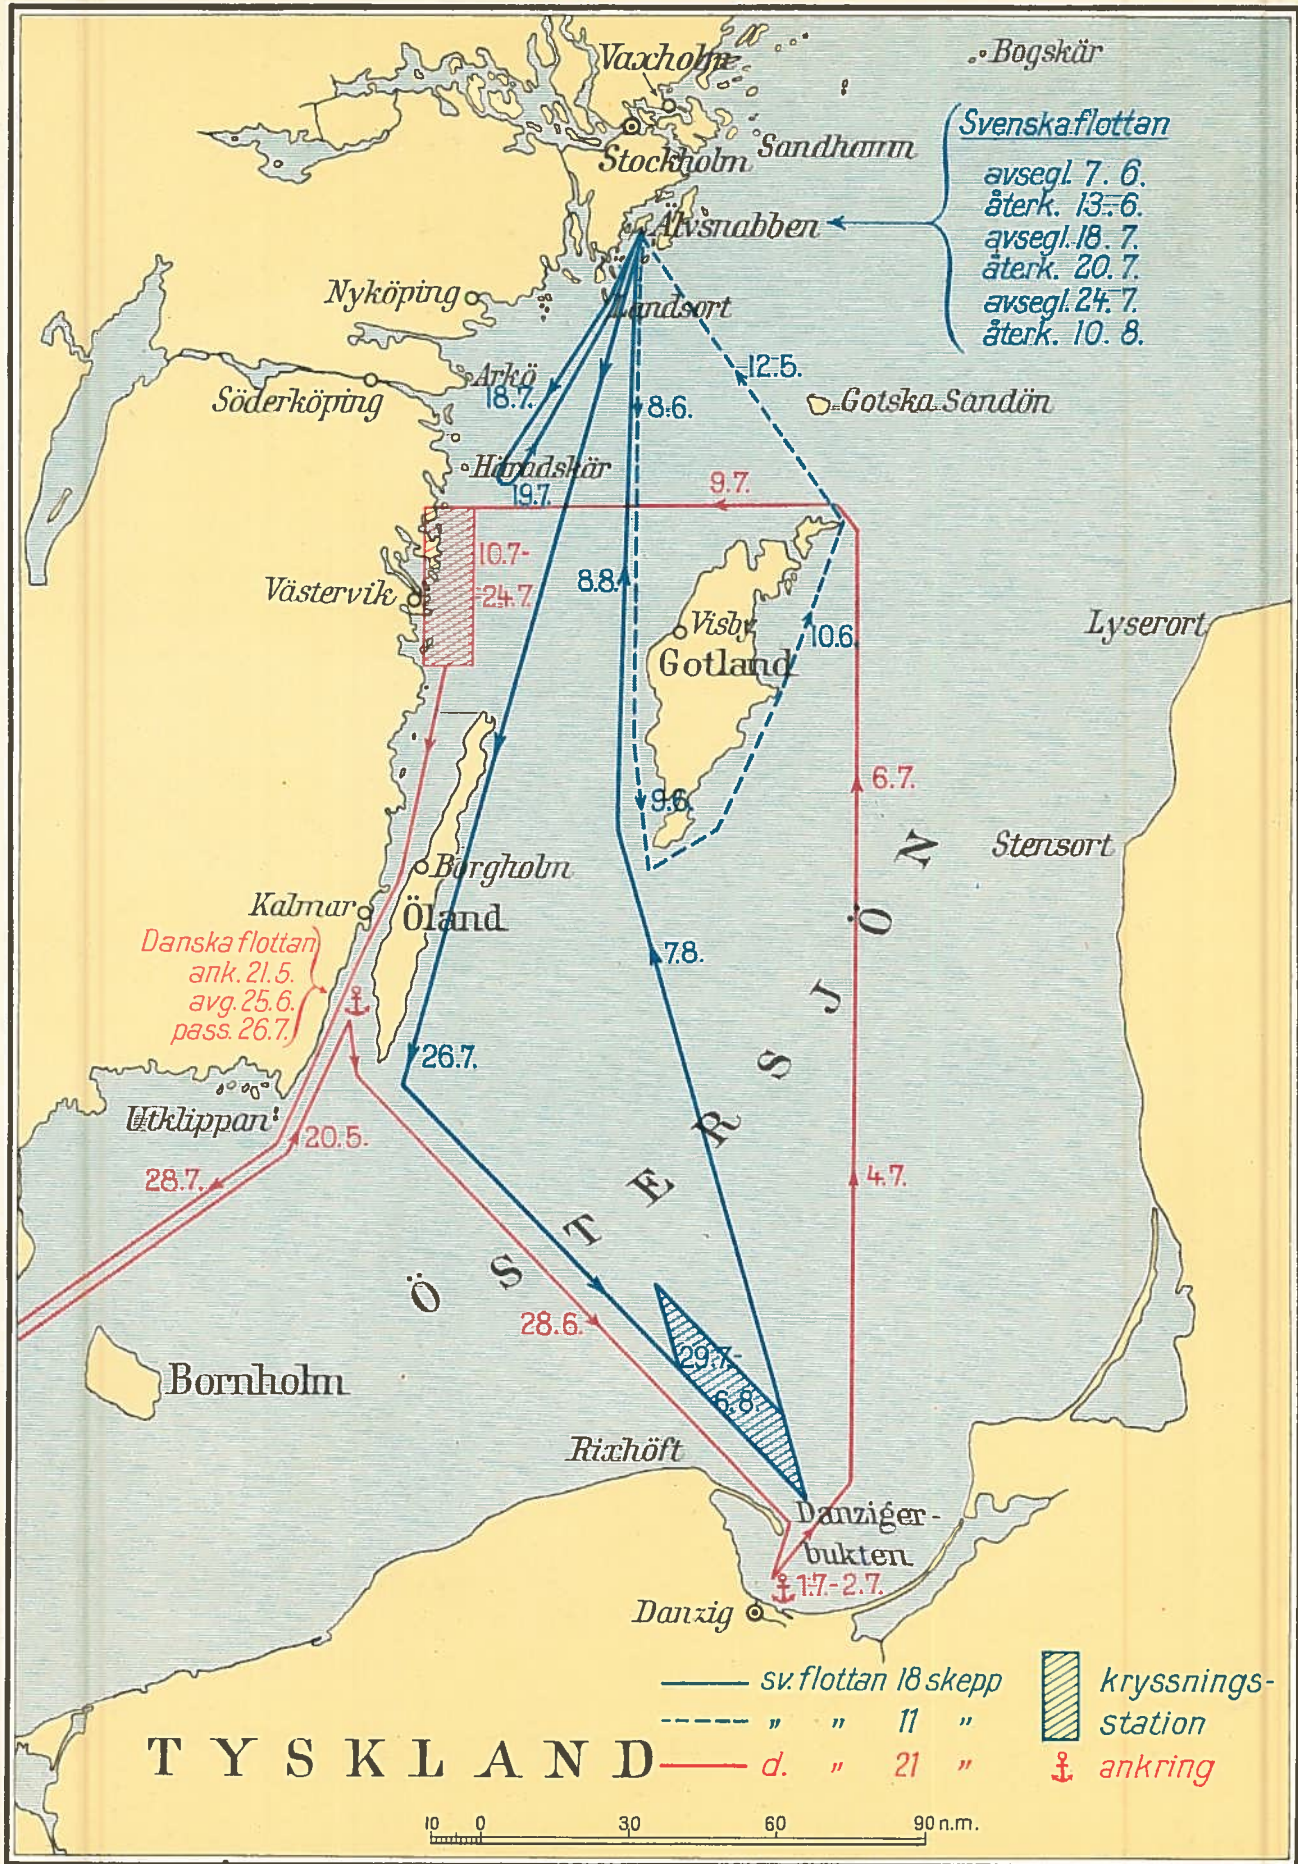 Vaxholm
Bogskär
Stockholm
Sandhamn
Svenska flottan
avsegl. 7. 6.
återk. 13.6.
avsegl. 18. 7.
återk. 20. 7.
avsegl. 24. 7.
återk. 10. 8.
Älvsnabben
Nyköping
Landsort
Arkö
18.7.
12.5.
Söderköping
8.6.
Gotska Sandön
Häradskär
19.7.
9.7.
10.7-
24.7.
Västervik
8.8.
Visby
Gotland
10.6.
Lyserort
6.7.
9.6.
Stensort
Borgholm
Kalmar
Öland
Danska flottan
ank. 21.5.
avg. 25.6.
pass. 26.7.
7.8.
26.7.
Utklippan
20.5.
28.7.
4.7.
ÖSTERSJÖN
28.6.
29.7-
6.8.
Bornholm
Rixhöft
Danziger-
bukten
1.7.-2.7.
Danzig
sv. flottan 18 skepp
„ „ 11 „
d. „ 21 „
kryssnings-
station
ankring
TYSKLAND
10 0 30 60 90 n.m.